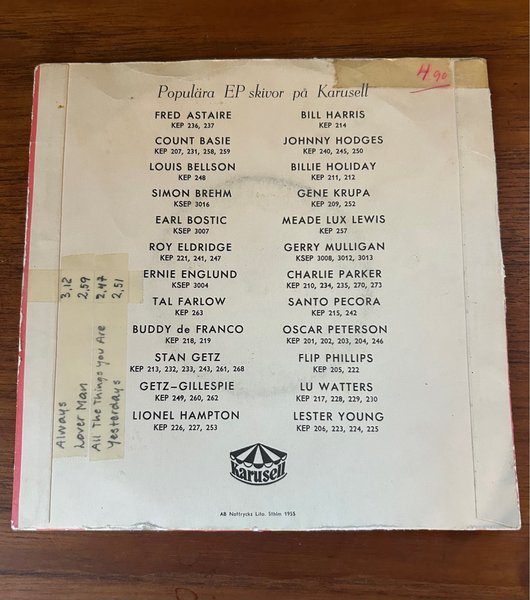 4.90
Populära EP skivor på Karusell
FRED ASTAIRE
KEP 236, 237
COUNT BASIE
KEP 207, 231, 258, 259
LOUIS BELLSON
KEP 248
SIMON BREHM
KSEP 3016
EARL BOSTIC
KSEP 3007
ROY ELDRIDGE
KEP 221, 241, 247
ERNIE ENGLUND
KSEP 3004
TAL FARLOW
KEP 263
BUDDY de FRANCO
KEP 218, 219
STAN GETZ
KEP 213, 232, 233, 243, 261, 268
GETZ–GILLESPIE
KEP 249, 260, 262
LIONEL HAMPTON
KEP 226, 227, 253
BILL HARRIS
KEP 214
JOHNNY HODGES
KEP 240, 245, 250
BILLIE HOLIDAY
KEP 211, 212
GENE KRUPA
KEP 209, 252
MEADE LUX LEWIS
KEP 257
GERRY MULLIGAN
KSEP 3008, 3012, 3013
CHARLIE PARKER
KEP 210, 234, 235, 270, 273
SANTO PECORA
KEP 215, 242
OSCAR PETERSON
KEP 201, 202, 203, 204, 246
FLIP PHILLIPS
KEP 205, 222
LU WATTERS
KEP 217, 228, 229, 230
LESTER YOUNG
KEP 206, 223, 224, 225
Karusell
AB Nattrycks Lito. Sthlm 1955
Always 3,12
Lover Man 2,59
All The Things You Are 2,47
Yesterdays 2,51